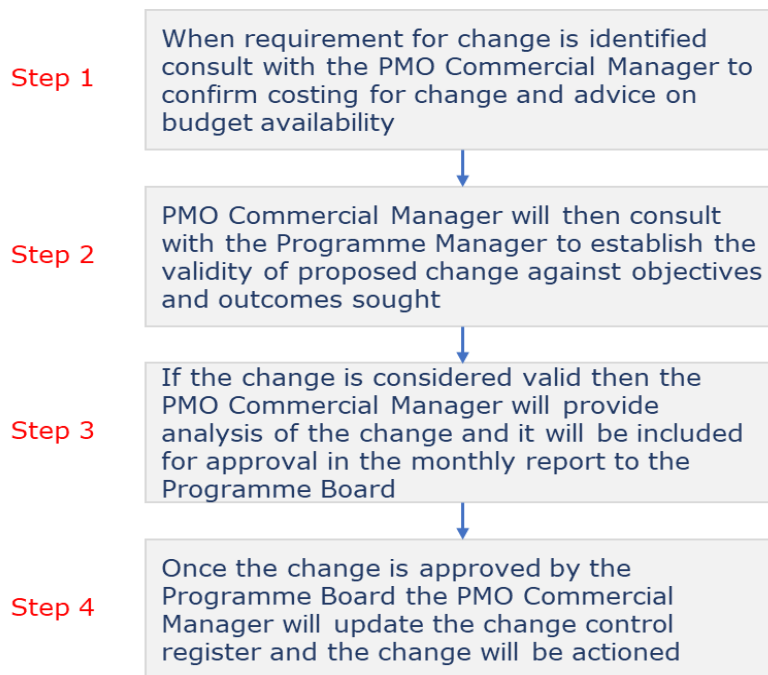 Step 1
When requirement for change is identified
consult with the PMO Commercial Manager to
confirm costing for change and advice on
budget availability
Step 2
PMO Commercial Manager will then consult
with the Programme Manager to establish the
validity of proposed change against objectives
and outcomes sought
Step 3
If the change is considered valid then the
PMO Commercial Manager will provide
analysis of the change and it will be included
for approval in the monthly report to the
Programme Board
Step 4
Once the change is approved by the
Programme Board the PMO Commercial
Manager will update the change control
register and the change will be actioned